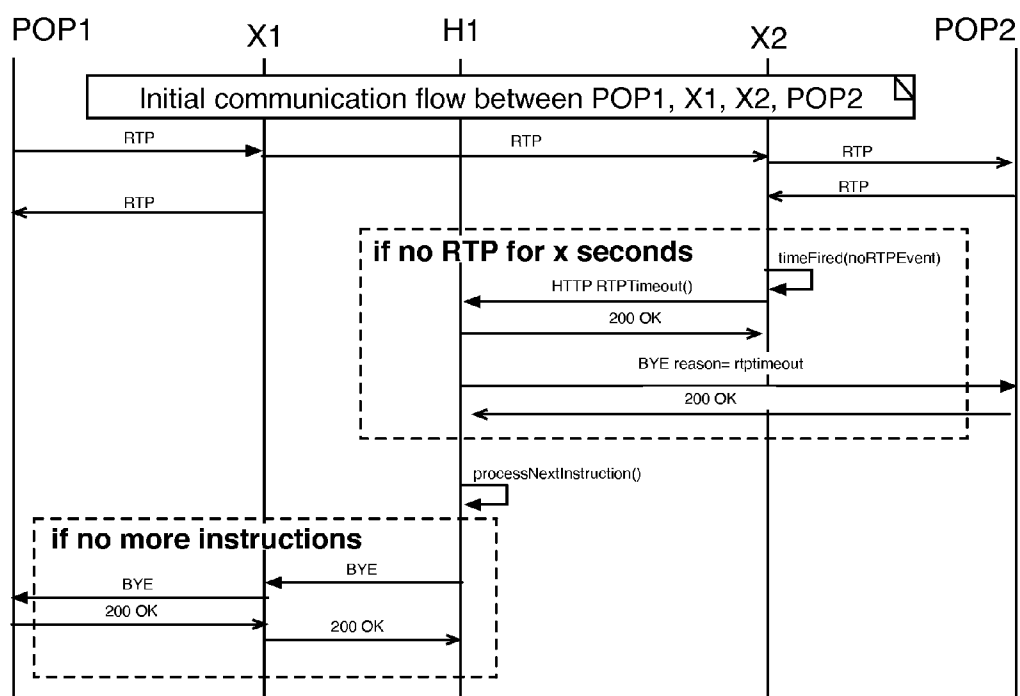 POP1
X1
H1
X2
POP2
Initial communication flow between POP1, X1, X2, POP2
RTP
RTP
RTP
RTP
RTP
if no RTP for x seconds
timeFired(noRTPEvent)
HTTP RTPTimeout()
200 OK
BYE reason= rtptimeout
200 OK
processNextInstruction()
if no more instructions
BYE
BYE
200 OK
200 OK